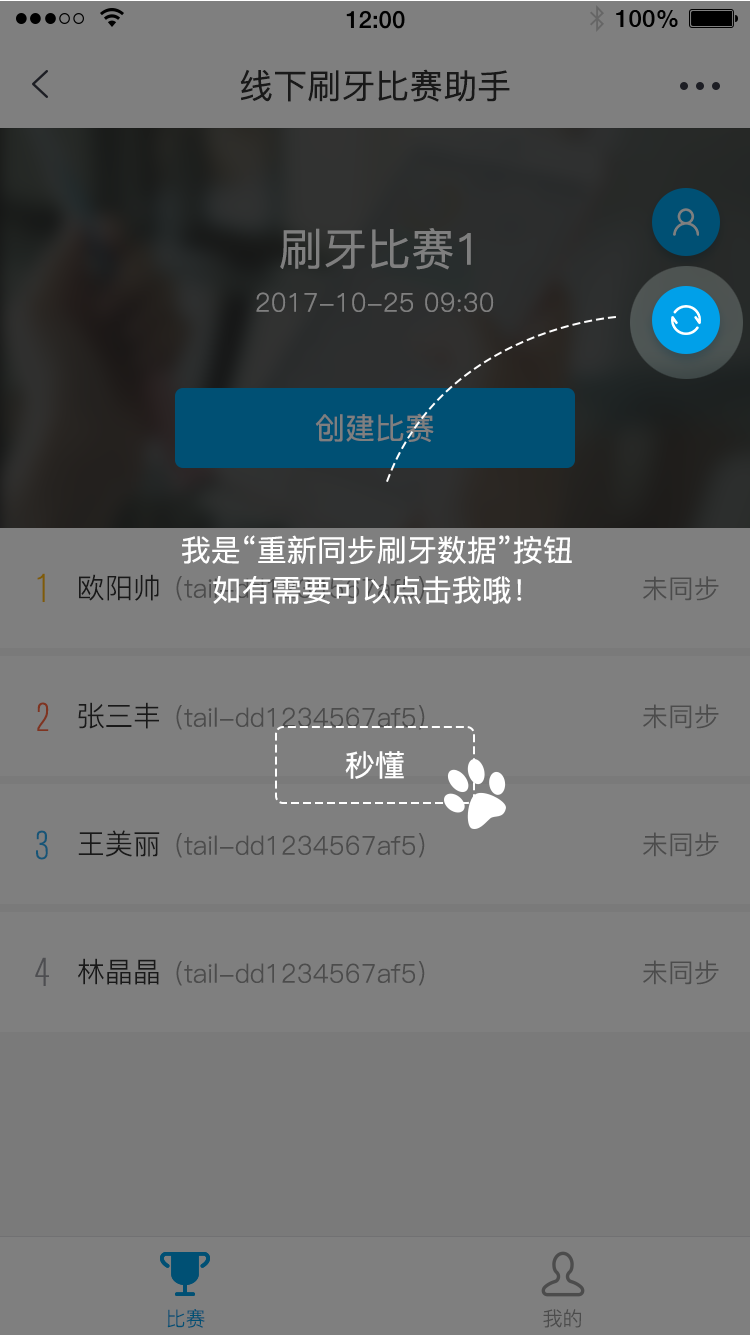 12:00
100%
线下刷牙比赛助手
刷牙比赛1
2017-10-25 09:30
创建比赛
我是“重新同步刷牙数据”按钮
如有需要可以点击我哦！
1 欧阳帅 (tail-dd1234567af5) 未同步
2 张三丰 (tail-dd1234567af5) 未同步
秒懂
3 王美丽 (tail-dd1234567af5) 未同步
4 林晶晶 (tail-dd1234567af5) 未同步
比赛
我的